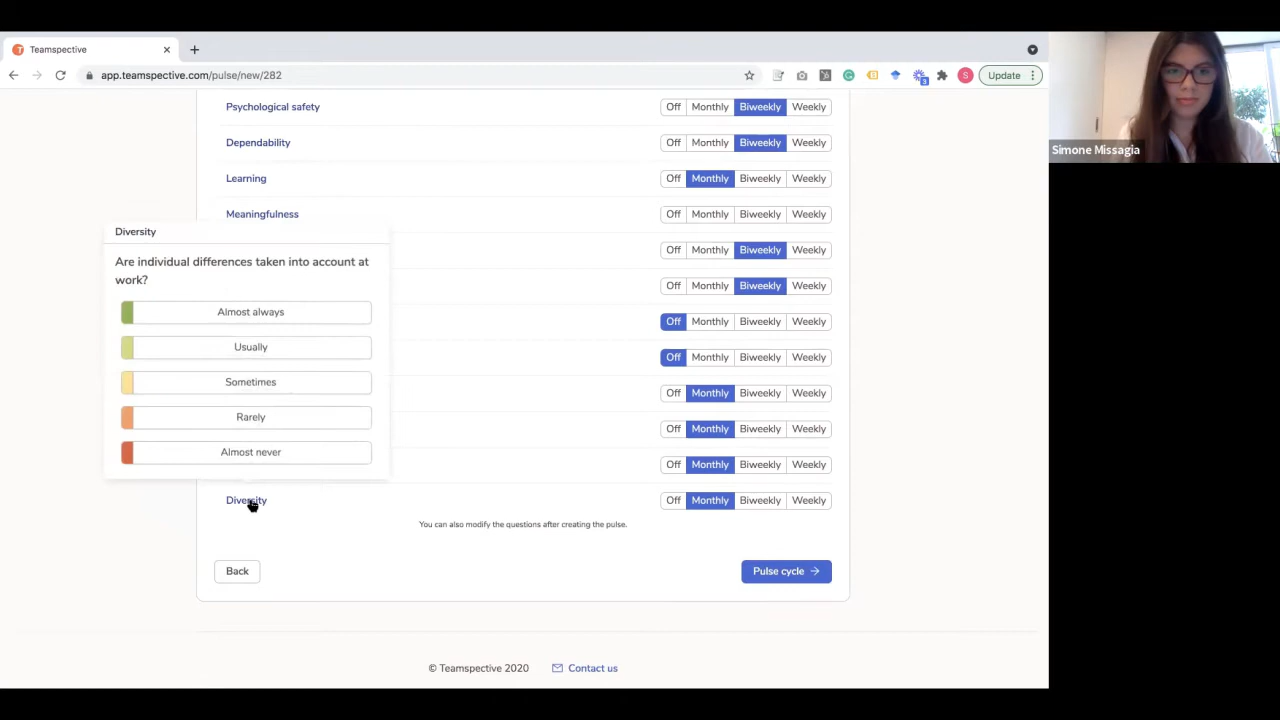 Teamspective
app.teamspective.com/pulse/new/282
Update
Simone Missagia
Psychological safety Off Monthly Biweekly Weekly
Dependability Off Monthly Biweekly Weekly
Learning Off Monthly Biweekly Weekly
Meaningfulness Off Monthly Biweekly Weekly
Diversity
Off Monthly Biweekly Weekly
Are individual differences taken into account at
work?
Off Monthly Biweekly Weekly
Almost always
Off Monthly Biweekly Weekly
Usually
Off Monthly Biweekly Weekly
Sometimes
Off Monthly Biweekly Weekly
Rarely
Off Monthly Biweekly Weekly
Almost never
Off Monthly Biweekly Weekly
Diversity Off Monthly Biweekly Weekly
You can also modify the questions after creating the pulse.
Back
Pulse cycle
© Teamspective 2020
Contact us